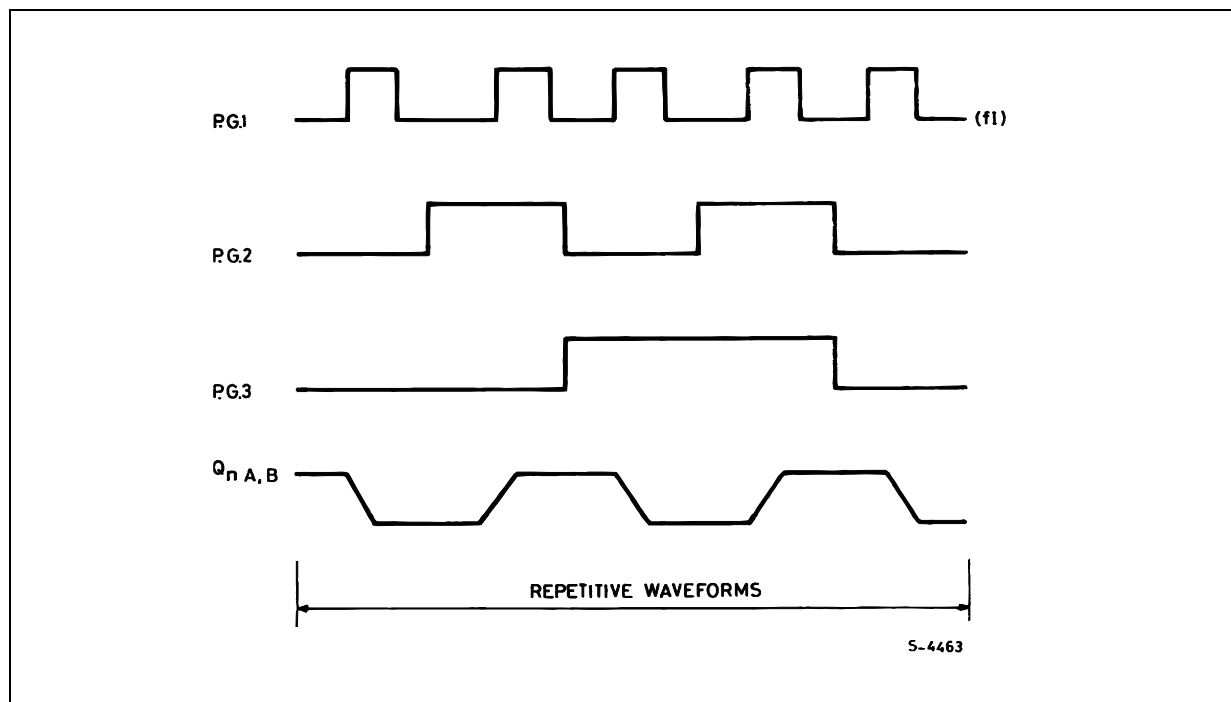 P.G.1
(f1)
P.G.2
P.G.3
Qn A, B
REPETITIVE WAVEFORMS
S-4463